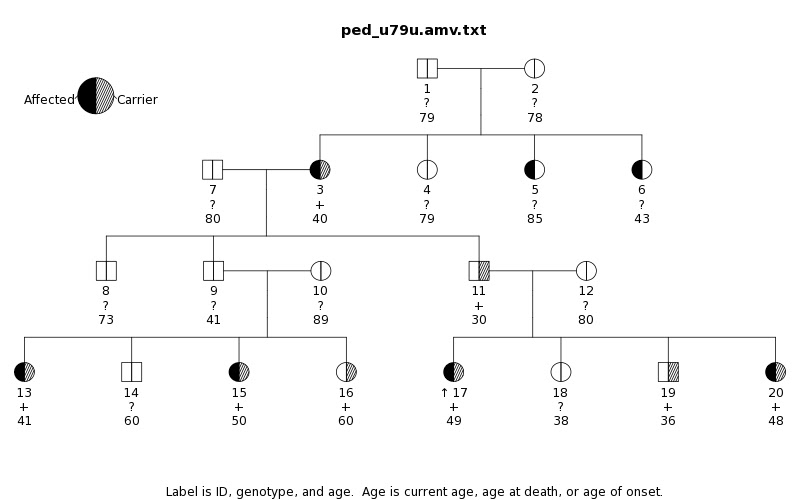 ped_u79u.amv.txt
Affected Carrier
1 2
? ?
79 78
7 3 4 5 6
? + ? ? ?
80 40 79 85 43
8 9 10 11 12
? ? ? + ?
73 41 89 30 80
13 14 15 16 ↑ 17 18 19 20
+ ? + + + ? + +
41 60 50 60 49 38 36 48
Label is ID, genotype, and age.  Age is current age, age at death, or age of onset.